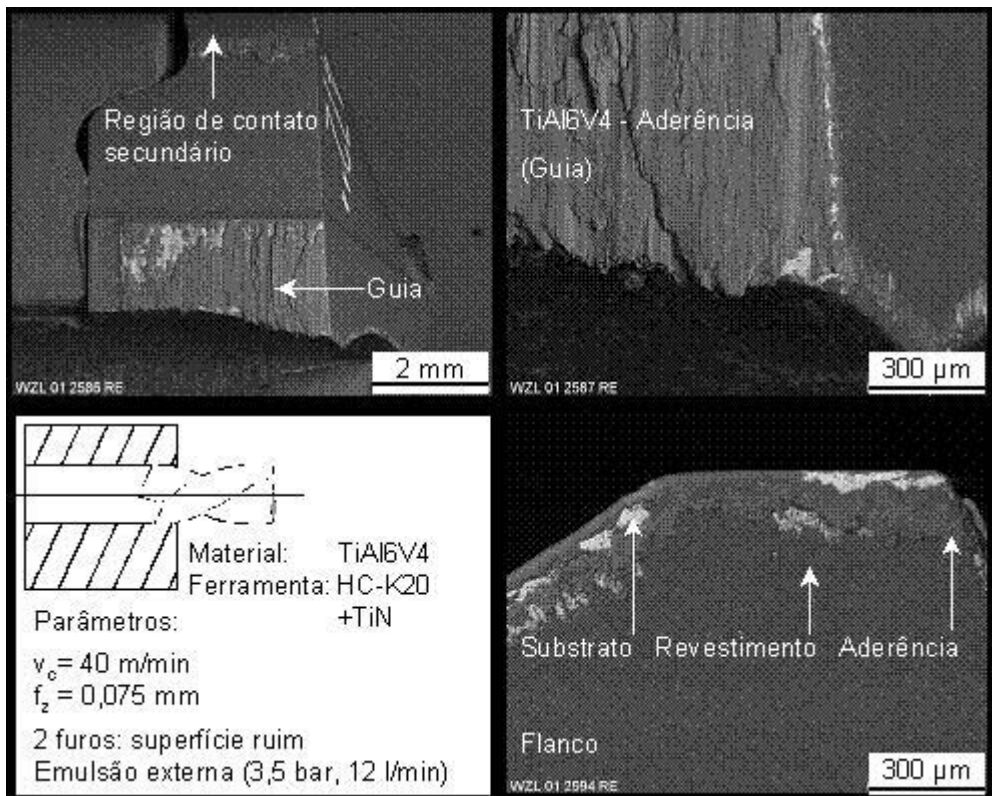 Região de contato
secundário
Guia
2 mm
WZL 01 2586 RE
TiAl6V4 - Aderência
(Guia)
300 µm
WZL 01 2587 RE
Material: TiAl6V4
Ferramenta: HC-K20
+TiN
Parâmetros:
vc= 40 m/min
fz = 0,075 mm
2 furos: superfície ruim
Emulsão externa (3,5 bar, 12 l/min)
Substrato Revestimento Aderência
Flanco
300 µm
WZL 01 2594 RE